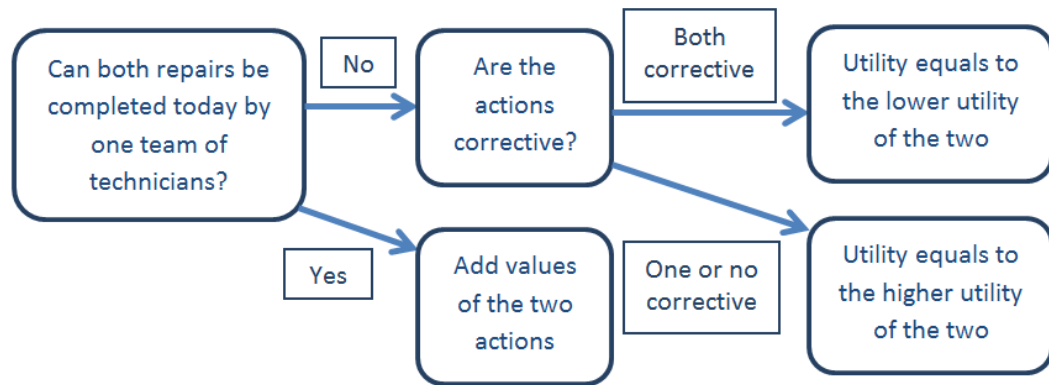 Can both repairs be
completed today by
one team of
technicians?
No
Are the
actions
corrective?
Both
corrective
Utility equals to
the lower utility
of the two
Yes
Add values
of the two
actions
One or no
corrective
Utility equals to
the higher utility
of the two